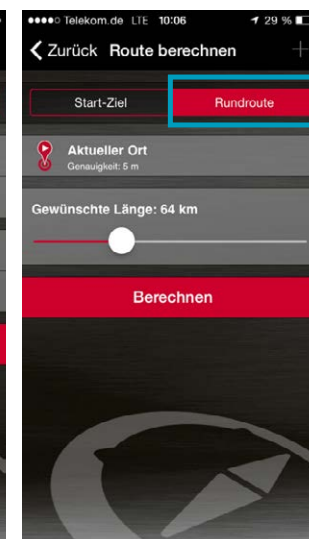 Telekom.de LTE 10:06 29 %
Zurück Route berechnen
Start-Ziel Rundroute
Aktueller Ort
Genauigkeit: 5 m
Gewünschte Länge: 64 km
Berechnen